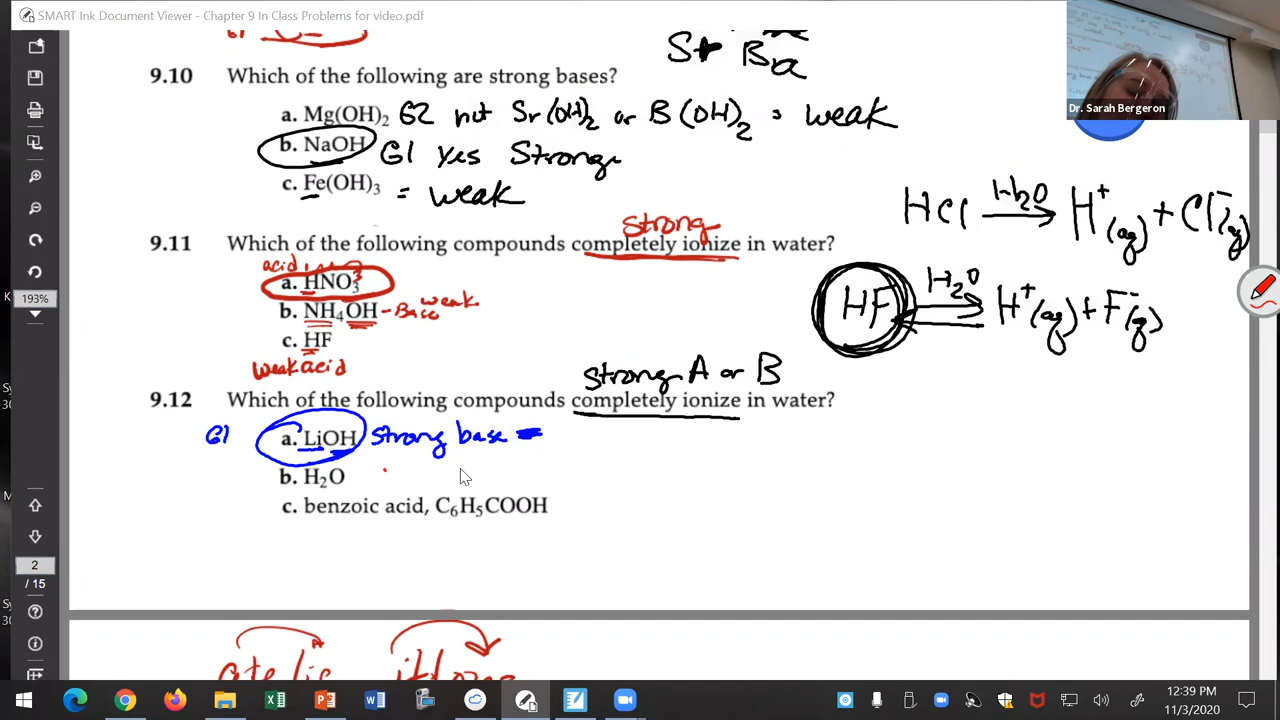 SMART Ink Document Viewer - Chapter 9 In Class Problems for video.pdf
Dr. Sarah Bergeron
Sr Ba
9.10 Which of the following are strong bases?
a. Mg(OH)2 G2 not Sr(OH)2 or B(OH)2 = weak
b. NaOH G1 Yes Strong
c. Fe(OH)3 = weak
HCl H2O H+(aq) + Cl-(aq)
strong
9.11 Which of the following compounds completely ionize in water?
acid
a. HNO3
b. NH4OH - Base weak
c. HF
weak acid
HF H2O H+(aq) + F-(g)
strong A or B
9.12 Which of the following compounds completely ionize in water?
G1 a. LiOH strong base
b. H2O
c. benzoic acid, C6H5COOH
193%
2
/ 15
12:39 PM
11/3/2020